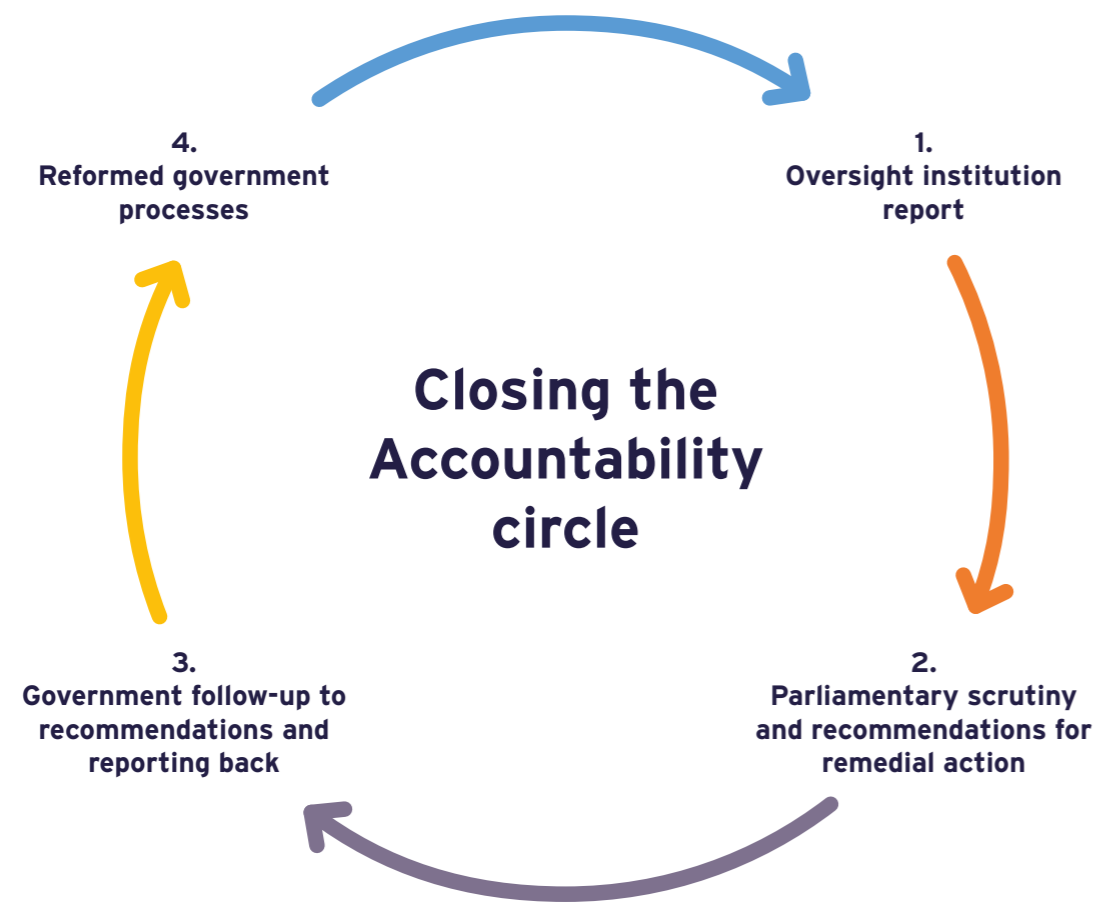 4.
Reformed government
processes
1.
Oversight institution
report
Closing the
Accountability
circle
3.
Government follow-up to
recommendations and
reporting back
2.
Parliamentary scrutiny
and recommendations for
remedial action